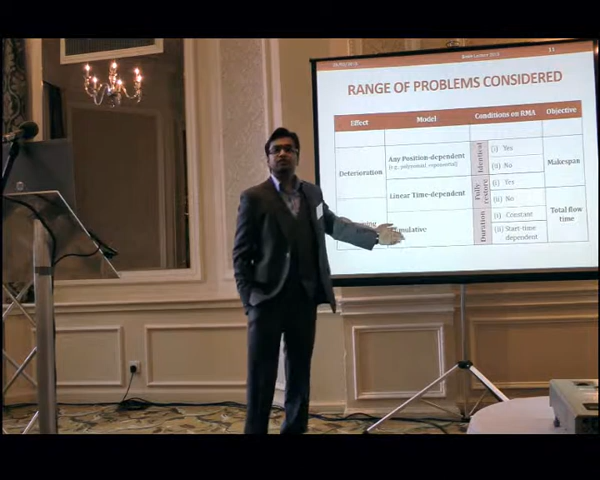 11
RANGE OF PROBLEMS CONSIDERED
Effect Model Conditions on RMA Objective
Deterioration
Any Position-dependent
(e.g., polynomial, exponential)
Linear Time-dependent
Identical
(i) Yes
(ii) No
Fully restore
(i) Yes
(ii) No
Duration
(i) Constant
(ii) Start-time
dependent
Makespan
Total flow
time